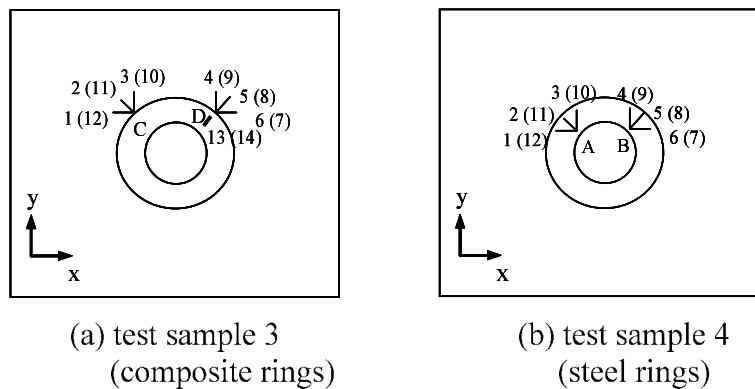 3 (10)
4 (9)
2 (11)
5 (8)
1 (12)
6 (7)
C
D
13 (14)
y
x
(a) test sample 3
(composite rings)
3 (10)
4 (9)
2 (11)
5 (8)
1 (12)
6 (7)
A
B
y
x
(b) test sample 4
(steel rings)